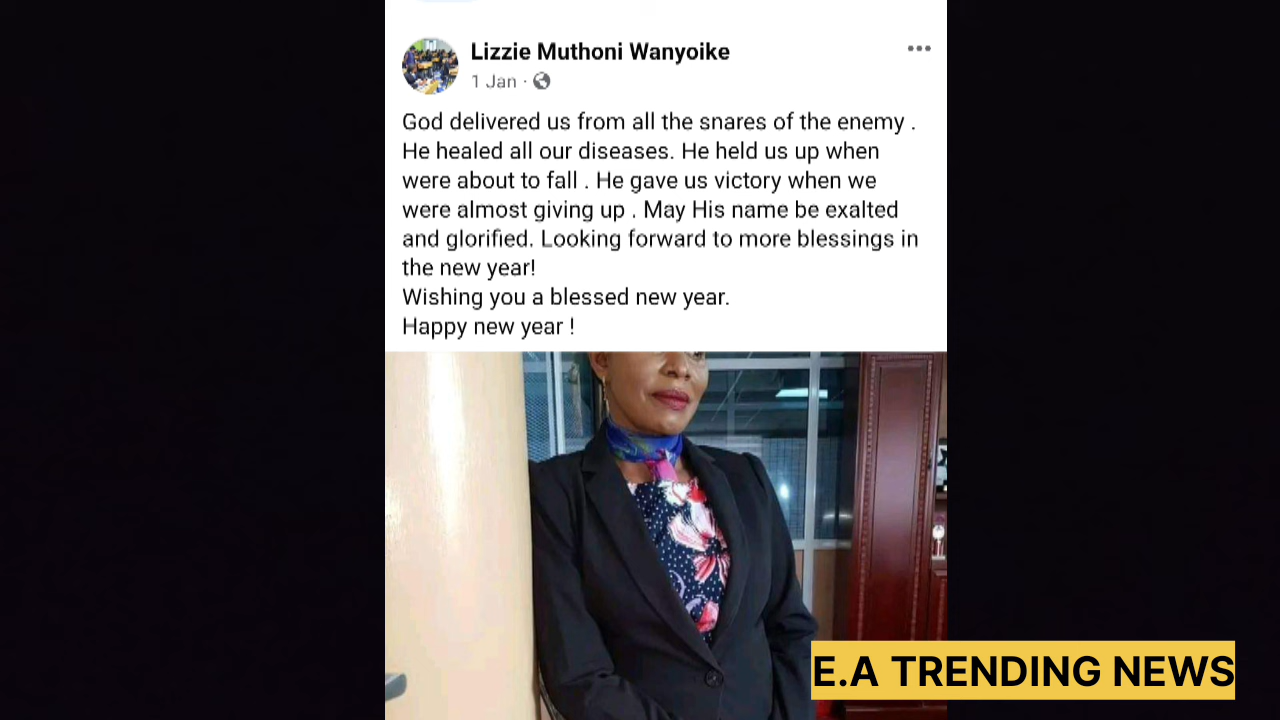 Lizzie Muthoni Wanyoike
1 Jan ·
God delivered us from all the snares of the enemy .
He healed all our diseases. He held us up when
were about to fall . He gave us victory when we
were almost giving up . May His name be exalted
and glorified. Looking forward to more blessings in
the new year!
Wishing you a blessed new year.
Happy new year !
E.A TRENDING NEWS